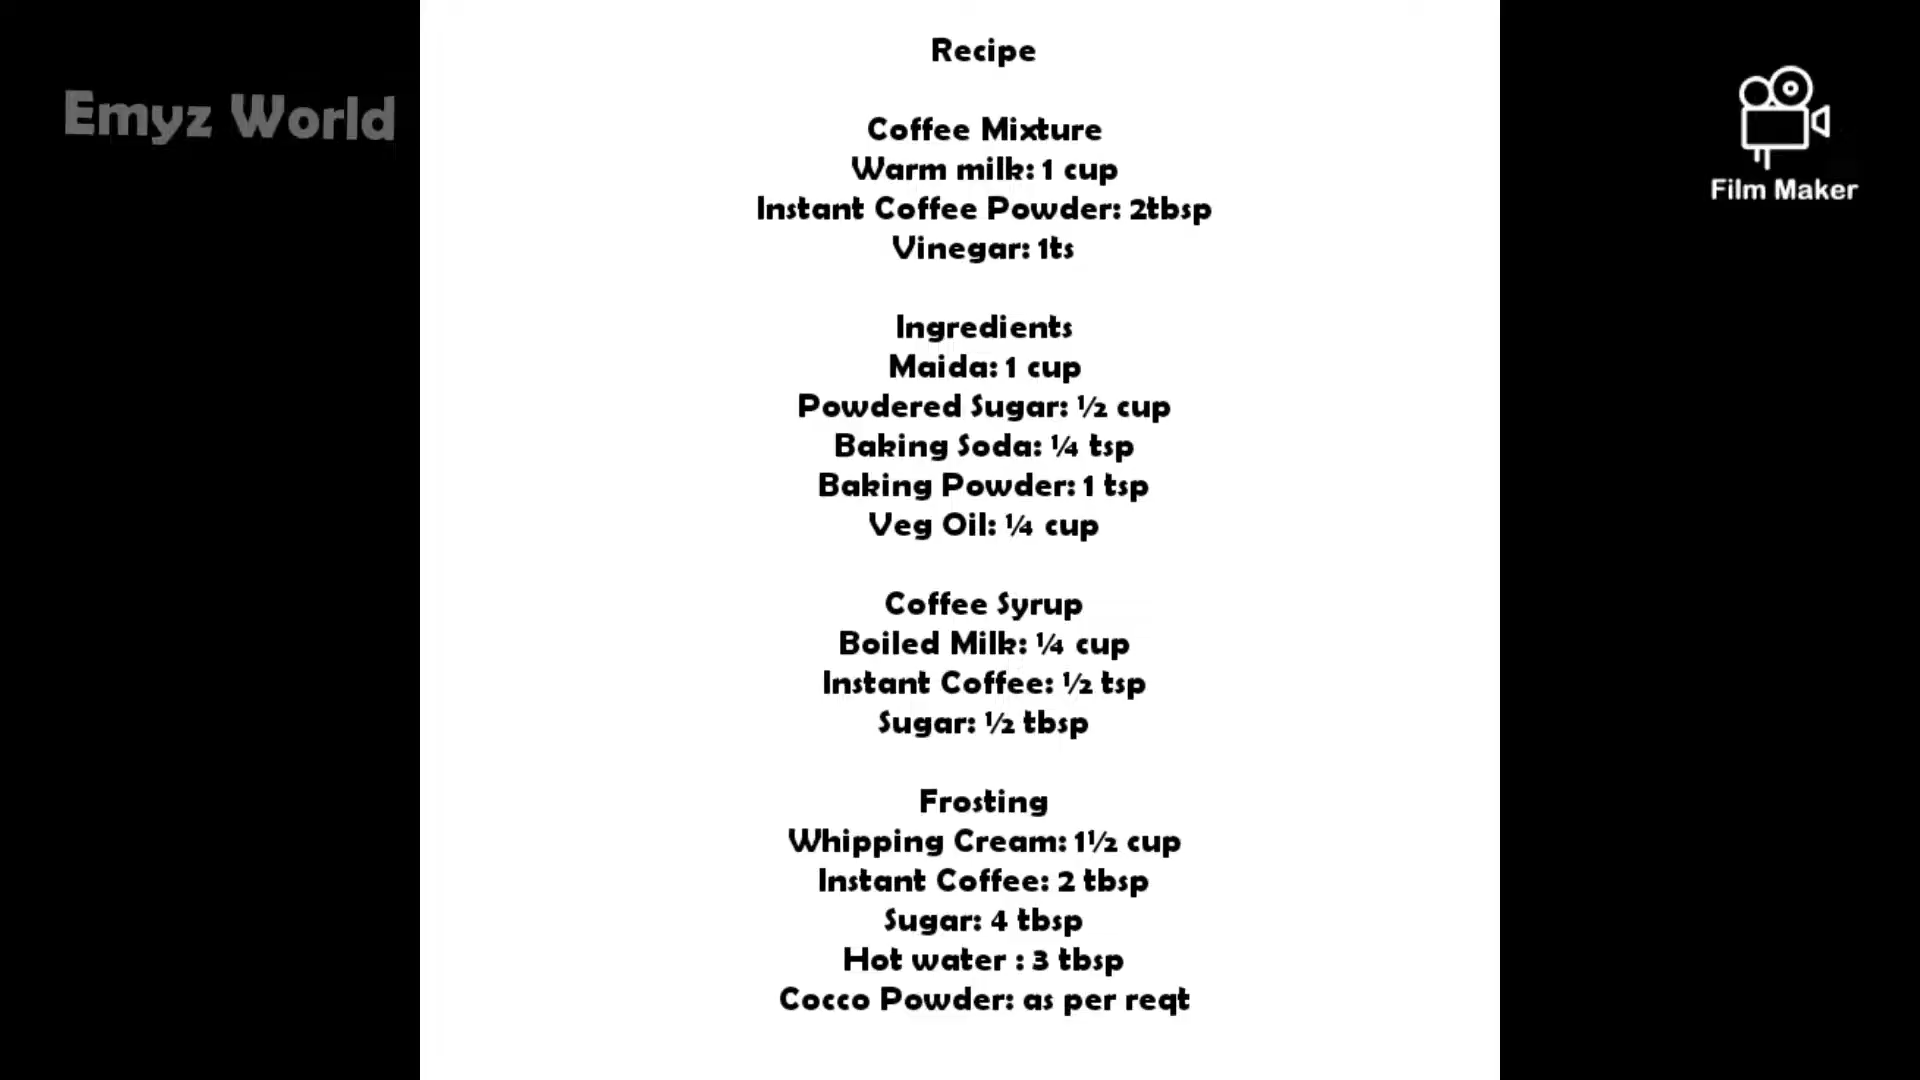 Emyz World
Film Maker
Recipe
Coffee Mixture
Warm milk: 1 cup
Instant Coffee Powder: 2tbsp
Vinegar: 1ts
Ingredients
Maida: 1 cup
Powdered Sugar: ½ cup
Baking Soda: ¼ tsp
Baking Powder: 1 tsp
Veg Oil: ¼ cup
Coffee Syrup
Boiled Milk: ¼ cup
Instant Coffee: ½ tsp
Sugar: ½ tbsp
Frosting
Whipping Cream: 1½ cup
Instant Coffee: 2 tbsp
Sugar: 4 tbsp
Hot water : 3 tbsp
Cocco Powder: as per reqt